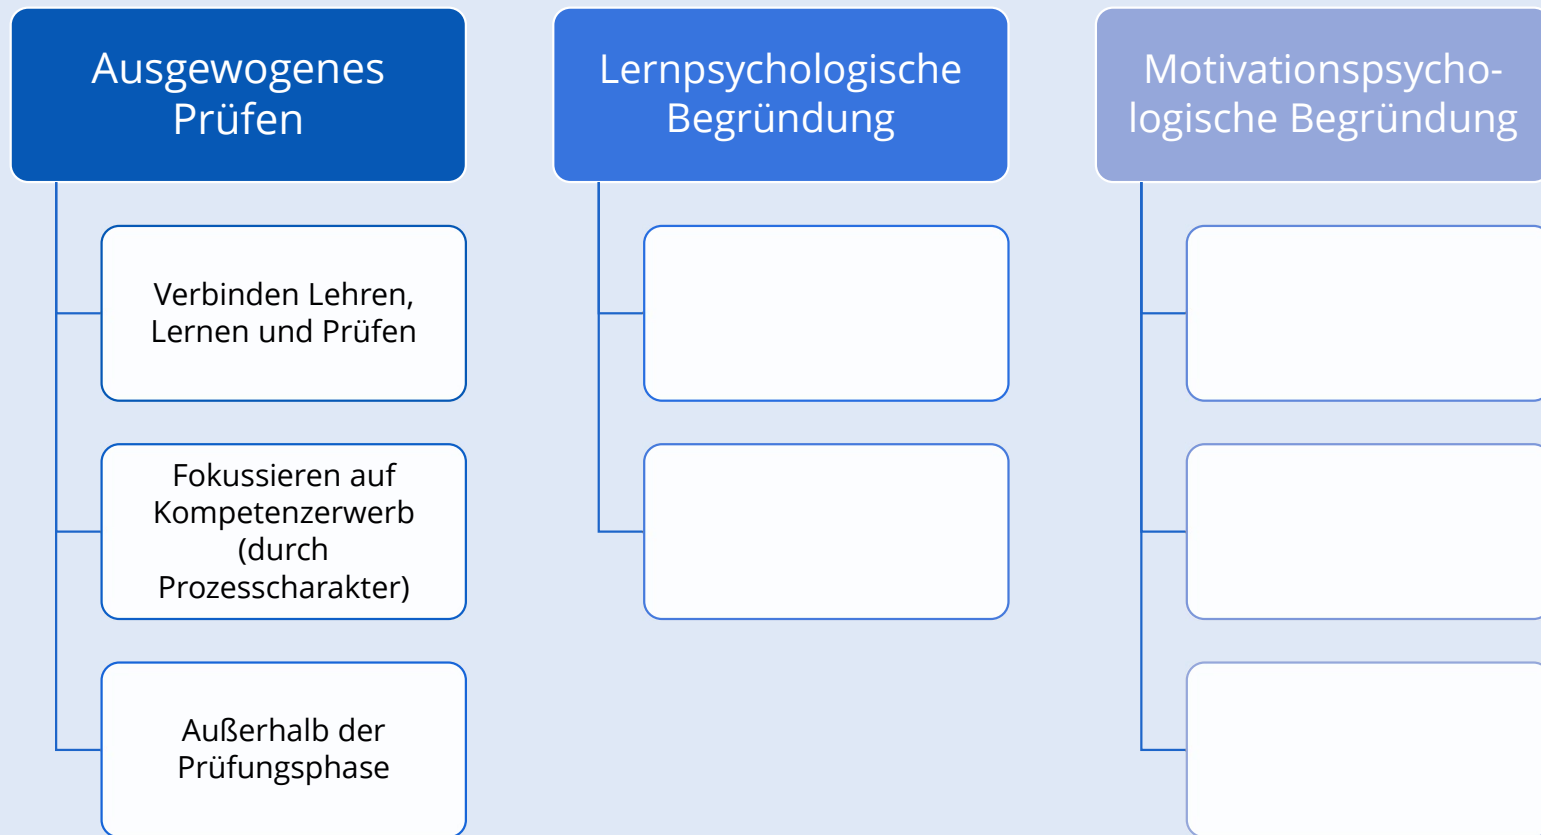 Ausgewogenes
Prüfen
Verbinden Lehren,
Lernen und Prüfen
Fokussieren auf
Kompetenzerwerb
(durch
Prozesscharakter)
Außerhalb der
Prüfungsphase
Lernpsychologische
Begründung
Motivationspsycho-
logische Begründung